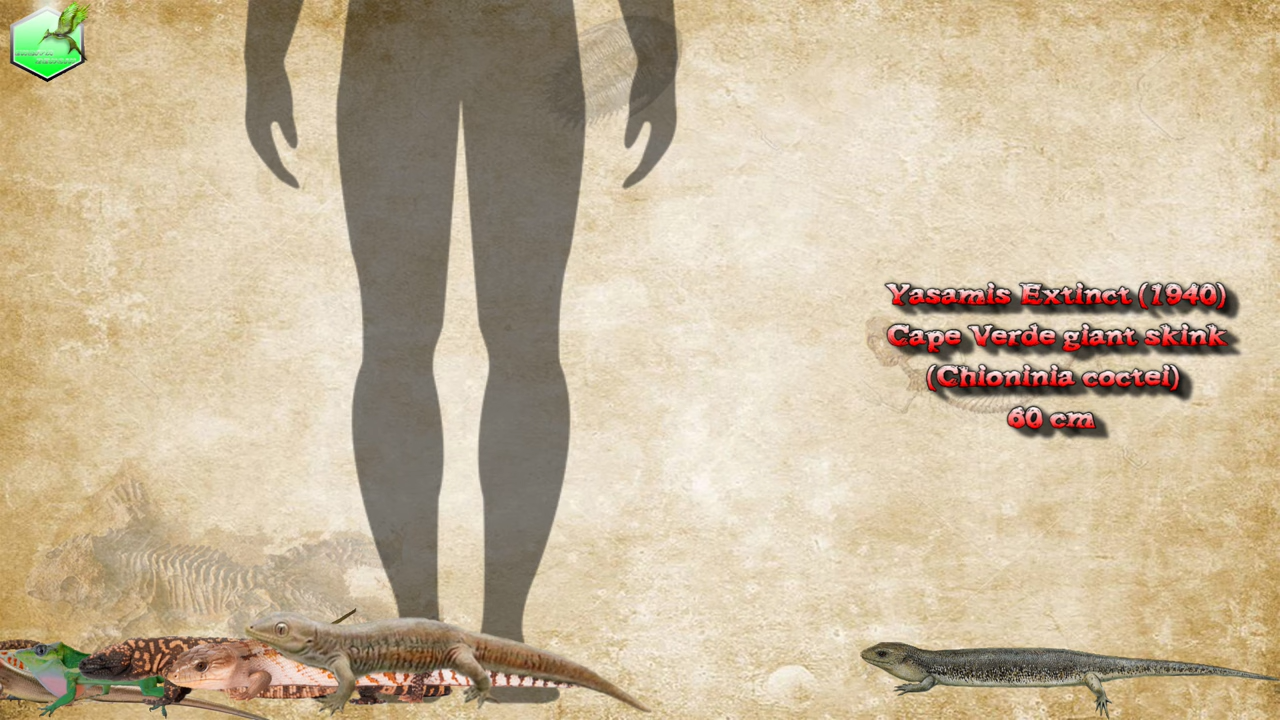 Yasamis Extinct (1940)
Cape Verde giant skink
(Chioninia coctei)
60 cm